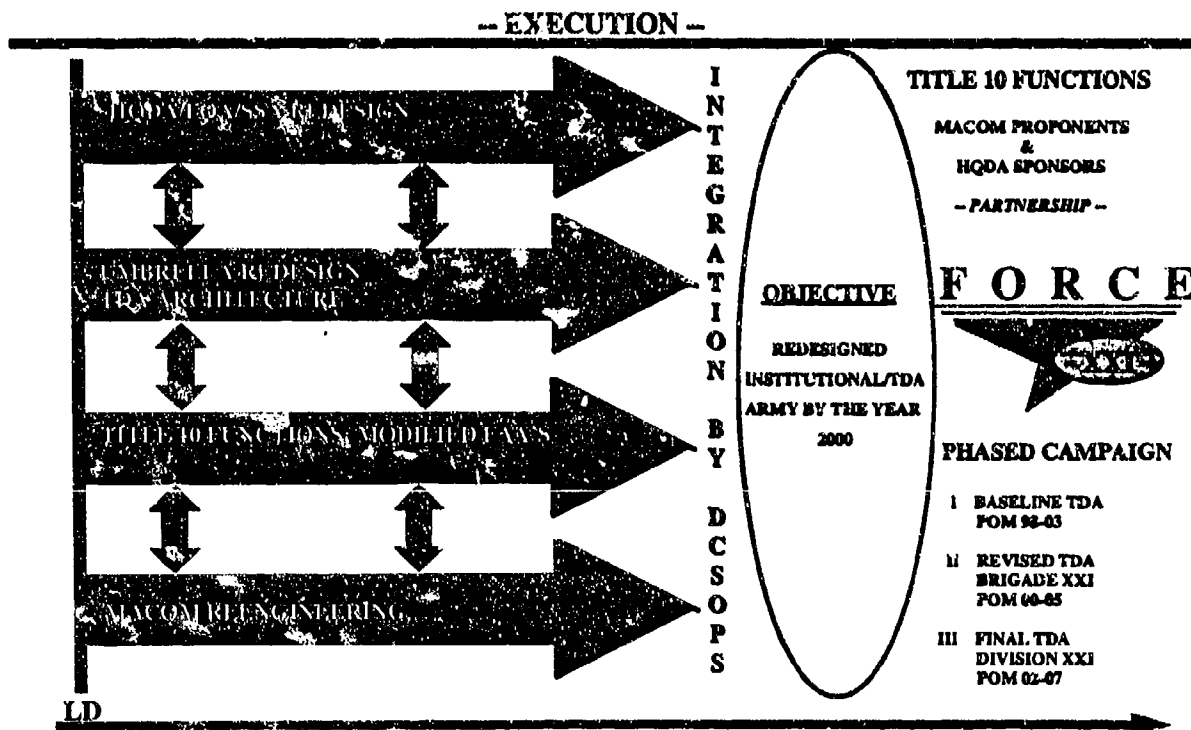 -- EXECUTION --
HQDA/FOA/SSA REDESIGN
UMBRELLA REDESIGN
TDA ARCHITECTURE
TITLE 10 FUNCTIONS MODIFIED FAA'S
MACOM REENGINEERING
LD
INTEGRATION BY DCSOPS
OBJECTIVE
REDESIGNED
INSTITUTIONAL/TDA
ARMY BY THE YEAR
2000
TITLE 10 FUNCTIONS
MACOM PROPONENTS
&
HQDA SPONSORS
-- PARTNERSHIP --
FORCE
XXI
PHASED CAMPAIGN
I BASELINE TDA
POM 98-03
II REVISED TDA
BRIGADE XXI
POM 00-05
III FINAL TDA
DIVISION XXI
POM 02-07